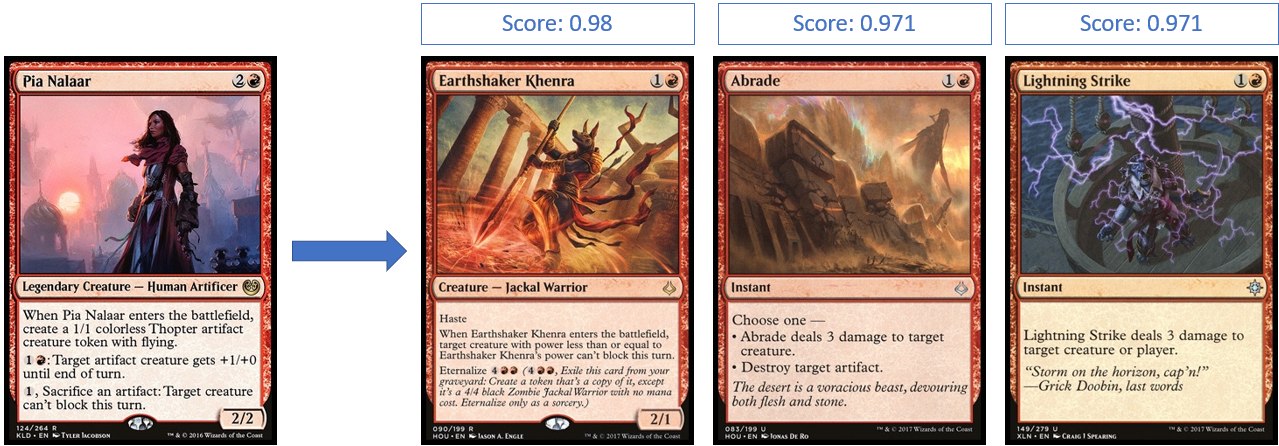 Score: 0.98
Score: 0.971
Score: 0.971
Pia Nalaar 2
Legendary Creature — Human Artificer
When Pia Nalaar enters the battlefield,
create a 1/1 colorless Thopter artifact
creature token with flying.
1 : Target artifact creature gets +1/+0
until end of turn.
1, Sacrifice an artifact: Target creature
can't block this turn.
2/2
124/264 R
KLD • EN Tyler Jacobson
™ & © 2016 Wizards of the Coast
Earthshaker Khenra 1
Creature — Jackal Warrior
Haste
When Earthshaker Khenra enters the battlefield,
target creature with power less than or equal to
Earthshaker Khenra's power can't block this turn.
Eternalize 4 (4 , Exile this card from your
graveyard: Create a token that's a copy of it, except
it's a 4/4 black Zombie Jackal Warrior with no mana
cost. Eternalize only as a sorcery.)
2/1
090/199 R
HOU • EN Jason A. Engle
™ & © 2017 Wizards of the Coast
Abrade 1
Instant
Choose one —
• Abrade deals 3 damage to target
creature.
• Destroy target artifact.
The desert is a voracious beast, devouring
both flesh and stone.
083/199 U
HOU • EN Jonas De Ro
™ & © 2017 Wizards of the Coast
Lightning Strike 1
Instant
Lightning Strike deals 3 damage to
target creature or player.
"Storm on the horizon, cap'n!"
—Grick Doobin, last words
149/279 U
XLN • EN Craig J Spearing
™ & © 2017 Wizards of the Coast